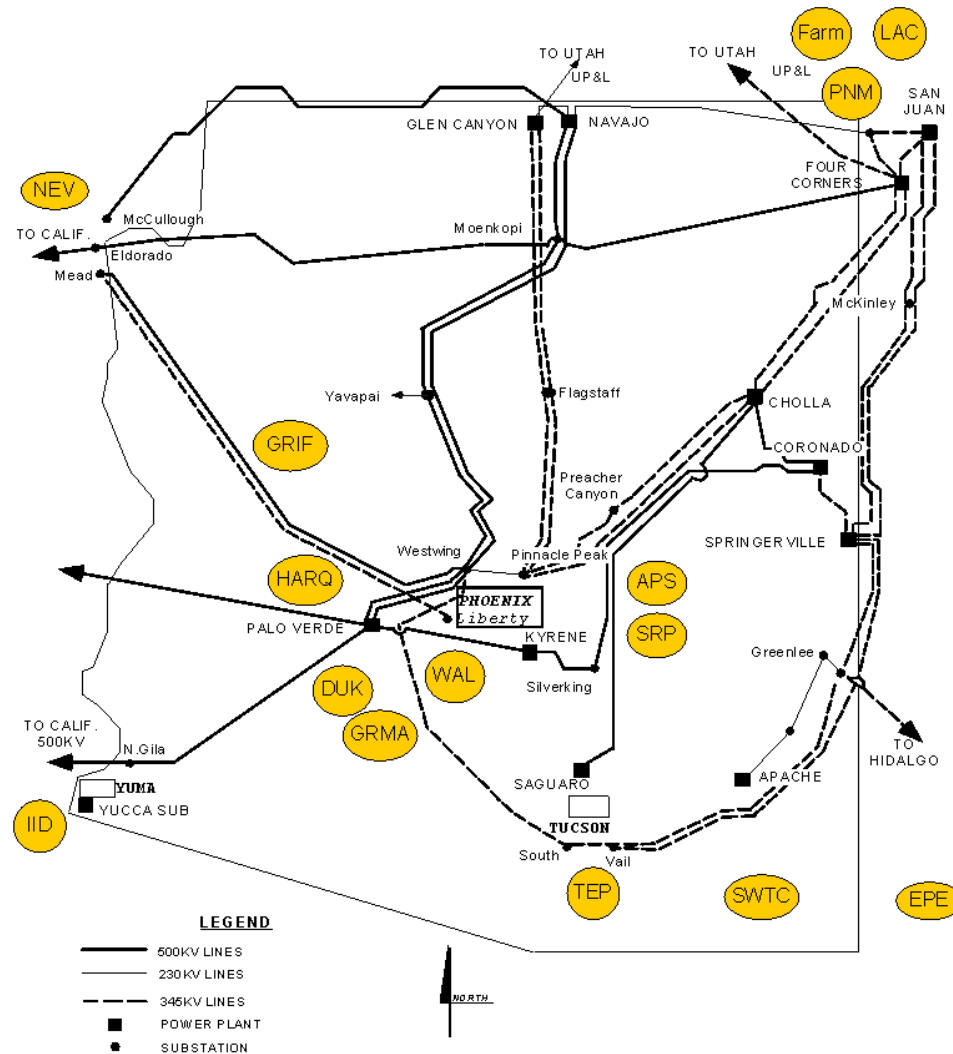 Farm
LAC
TO UTAH
UP&L
TO UTAH
UP&L
PNM
SAN
JUAN
GLEN CANYON
NAVAJO
FOUR
CORNERS
NEV
McCullough
TO CALIF.
Eldorado
Moenkopi
Mead
McKinley
Yavapai
Flagstaff
CHOLLA
GRIF
CORONADO
Preacher
Canyon
SPRINGERVILLE
Westwing
Pinnacle Peak
HARQ
APS
PHOENIX
Liberty
PALO VERDE
SRP
KYRENE
Greenlee
WAL
DUK
Silverking
GRMA
TO CALIF.
500KV
N.Gila
TO
HIDALGO
SAGUARO
APACHE
YUMA
YUCCA SUB
TUCSON
IID
South
Vail
TEP
SWTC
EPE
LEGEND
500KV LINES
230KV LINES
345KV LINES
POWER PLANT
SUBSTATION
NORTH